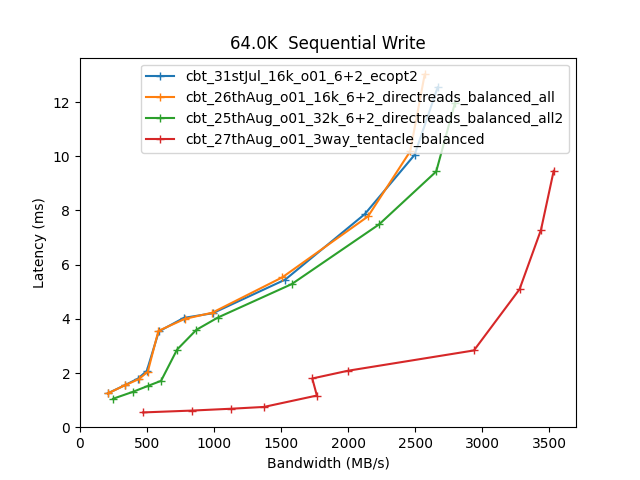 64.0K  Sequential Write
cbt_31stJul_16k_o01_6+2_ecopt2
cbt_26thAug_o01_16k_6+2_directreads_balanced_all
cbt_25thAug_o01_32k_6+2_directreads_balanced_all2
cbt_27thAug_o01_3way_tentacle_balanced
Latency (ms)
12
10
8
6
4
2
0
0 500 1000 1500 2000 2500 3000 3500
Bandwidth (MB/s)